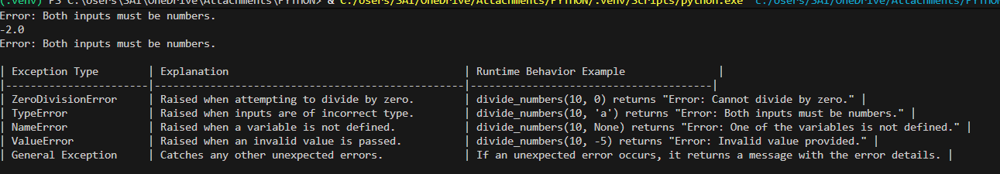 (.venv) PS C:\Users\SAI\OneDrive\Attachments\PYTHON> & C:/Users/SAI/OneDrive/Attachments/PYTHON/.venv/Scripts/python.exe "c:/Users/SAI/OneDrive/Attachments/PYTHON
Error: Both inputs must be numbers.
-2.0
Error: Both inputs must be numbers.
| Exception Type        | Explanation                                      | Runtime Behavior Example               |
|-----------------------|--------------------------------------------------|---------------------------------------|
| ZeroDivisionError     | Raised when attempting to divide by zero.        | divide_numbers(10, 0) returns "Error: Cannot divide by zero." |
| TypeError             | Raised when inputs are of incorrect type.        | divide_numbers(10, 'a') returns "Error: Both inputs must be numbers." |
| NameError             | Raised when a variable is not defined.           | divide_numbers(10, None) returns "Error: One of the variables is not defined." |
| ValueError            | Raised when an invalid value is passed.          | divide_numbers(10, -5) returns "Error: Invalid value provided." |
| General Exception     | Catches any other unexpected errors.             | If an unexpected error occurs, it returns a message with the error details. |